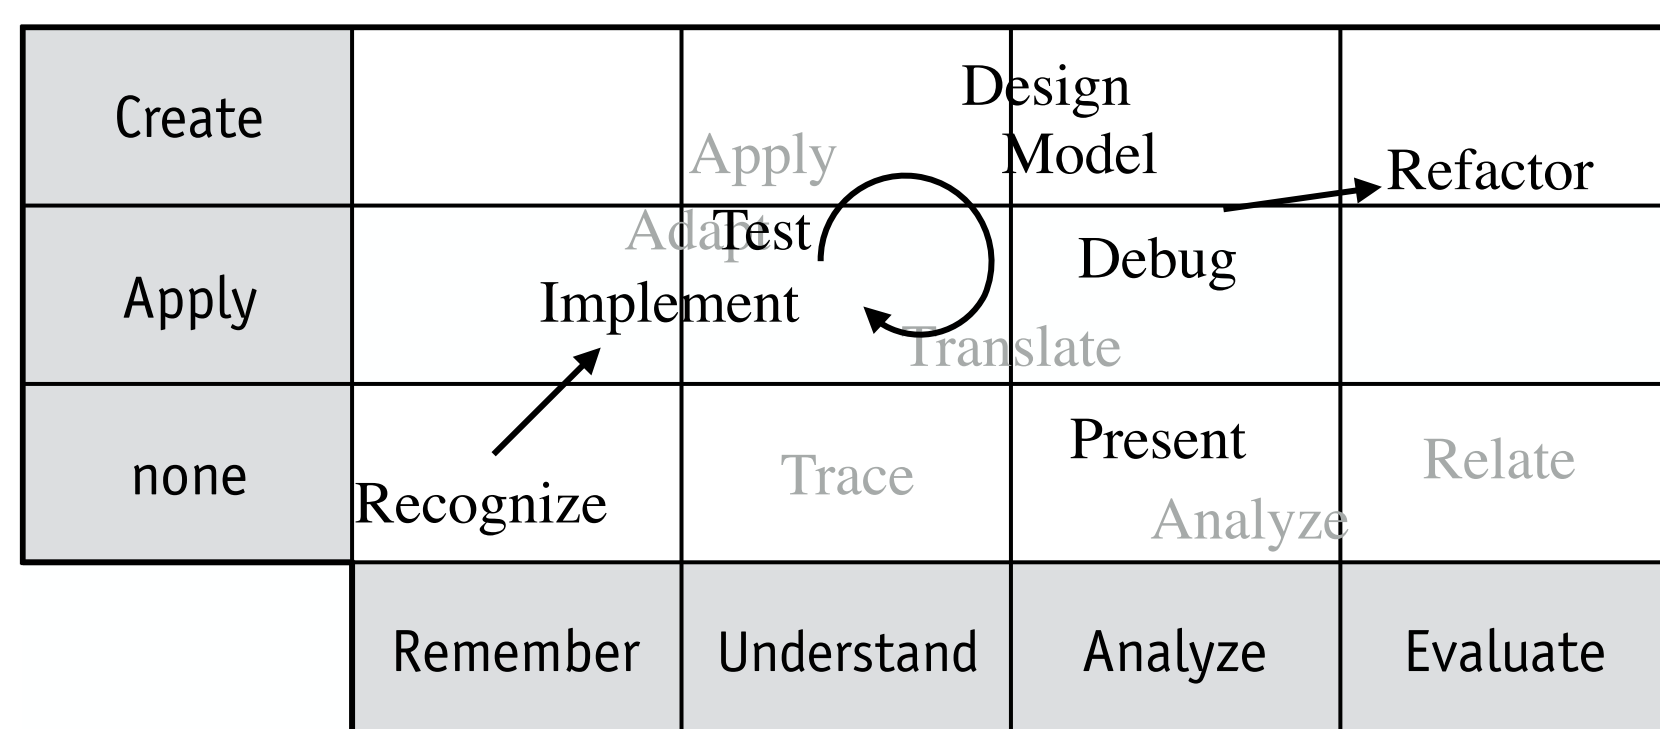 Create
Design
Apply
Model
Refactor
Apply
Adapt
Test
Debug
Implement
Translate
none
Present
Relate
Trace
Recognize
Analyze
Remember
Understand
Analyze
Evaluate